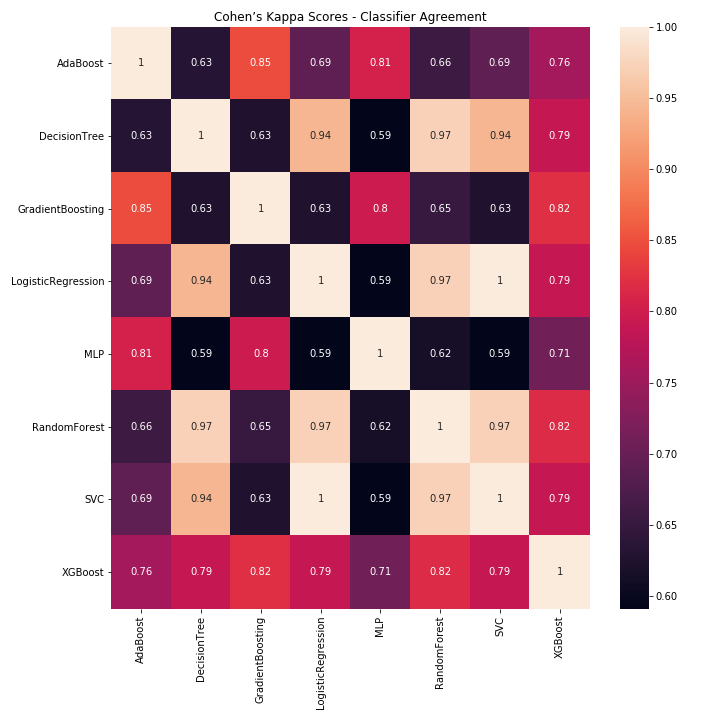 Cohen’s Kappa Scores - Classifier Agreement
AdaBoost 1 0.63 0.85 0.69 0.81 0.66 0.69 0.76
DecisionTree 0.63 1 0.63 0.94 0.59 0.97 0.94 0.79
GradientBoosting 0.85 0.63 1 0.63 0.8 0.65 0.63 0.82
LogisticRegression 0.69 0.94 0.63 1 0.59 0.97 1 0.79
MLP 0.81 0.59 0.8 0.59 1 0.62 0.59 0.71
RandomForest 0.66 0.97 0.65 0.97 0.62 1 0.97 0.82
SVC 0.69 0.94 0.63 1 0.59 0.97 1 0.79
XGBoost 0.76 0.79 0.82 0.79 0.71 0.82 0.79 1
AdaBoost
DecisionTree
GradientBoosting
LogisticRegression
MLP
RandomForest
SVC
XGBoost
1.00
0.95
0.90
0.85
0.80
0.75
0.70
0.65
0.60